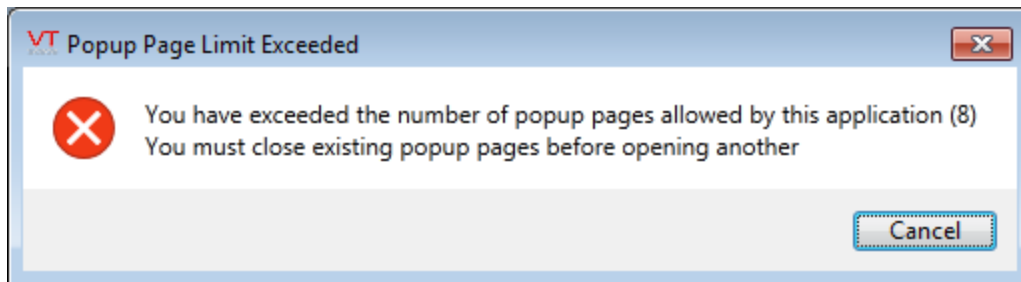 VT Popup Page Limit Exceeded
You have exceeded the number of popup pages allowed by this application (8)
You must close existing popup pages before opening another
Cancel